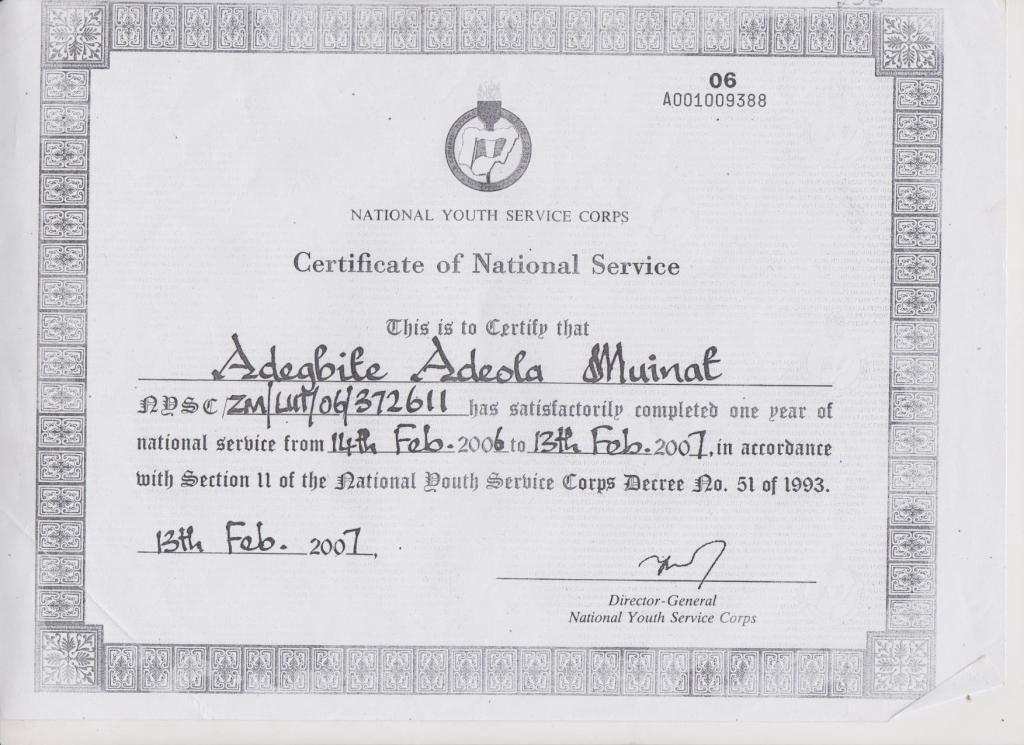 06
A001009388
NATIONAL YOUTH SERVICE CORPS
Certificate of National Service
This is to Certify that
Adegbite Adeola Muinat
NYSC/ZM/LUT/06/372611 has satisfactorily completed one year of
national service from 14th Feb. 2006 to 13th Feb. 2007, in accordance
with Section 11 of the National Youth Service Corps Decree No. 51 of 1993.
13th Feb. 2007,
Director-General
National Youth Service Corps